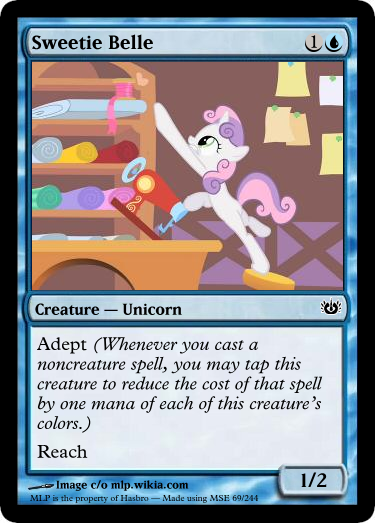 Sweetie Belle 1
Creature — Unicorn
Adept (Whenever you cast a
noncreature spell, you may tap this
creature to reduce the cost of that spell
by one mana of each of this creature's
colors.)
Reach
Image c/o mlp.wikia.com
MLP is the property of Hasbro — Made using MSE 69/244
1/2